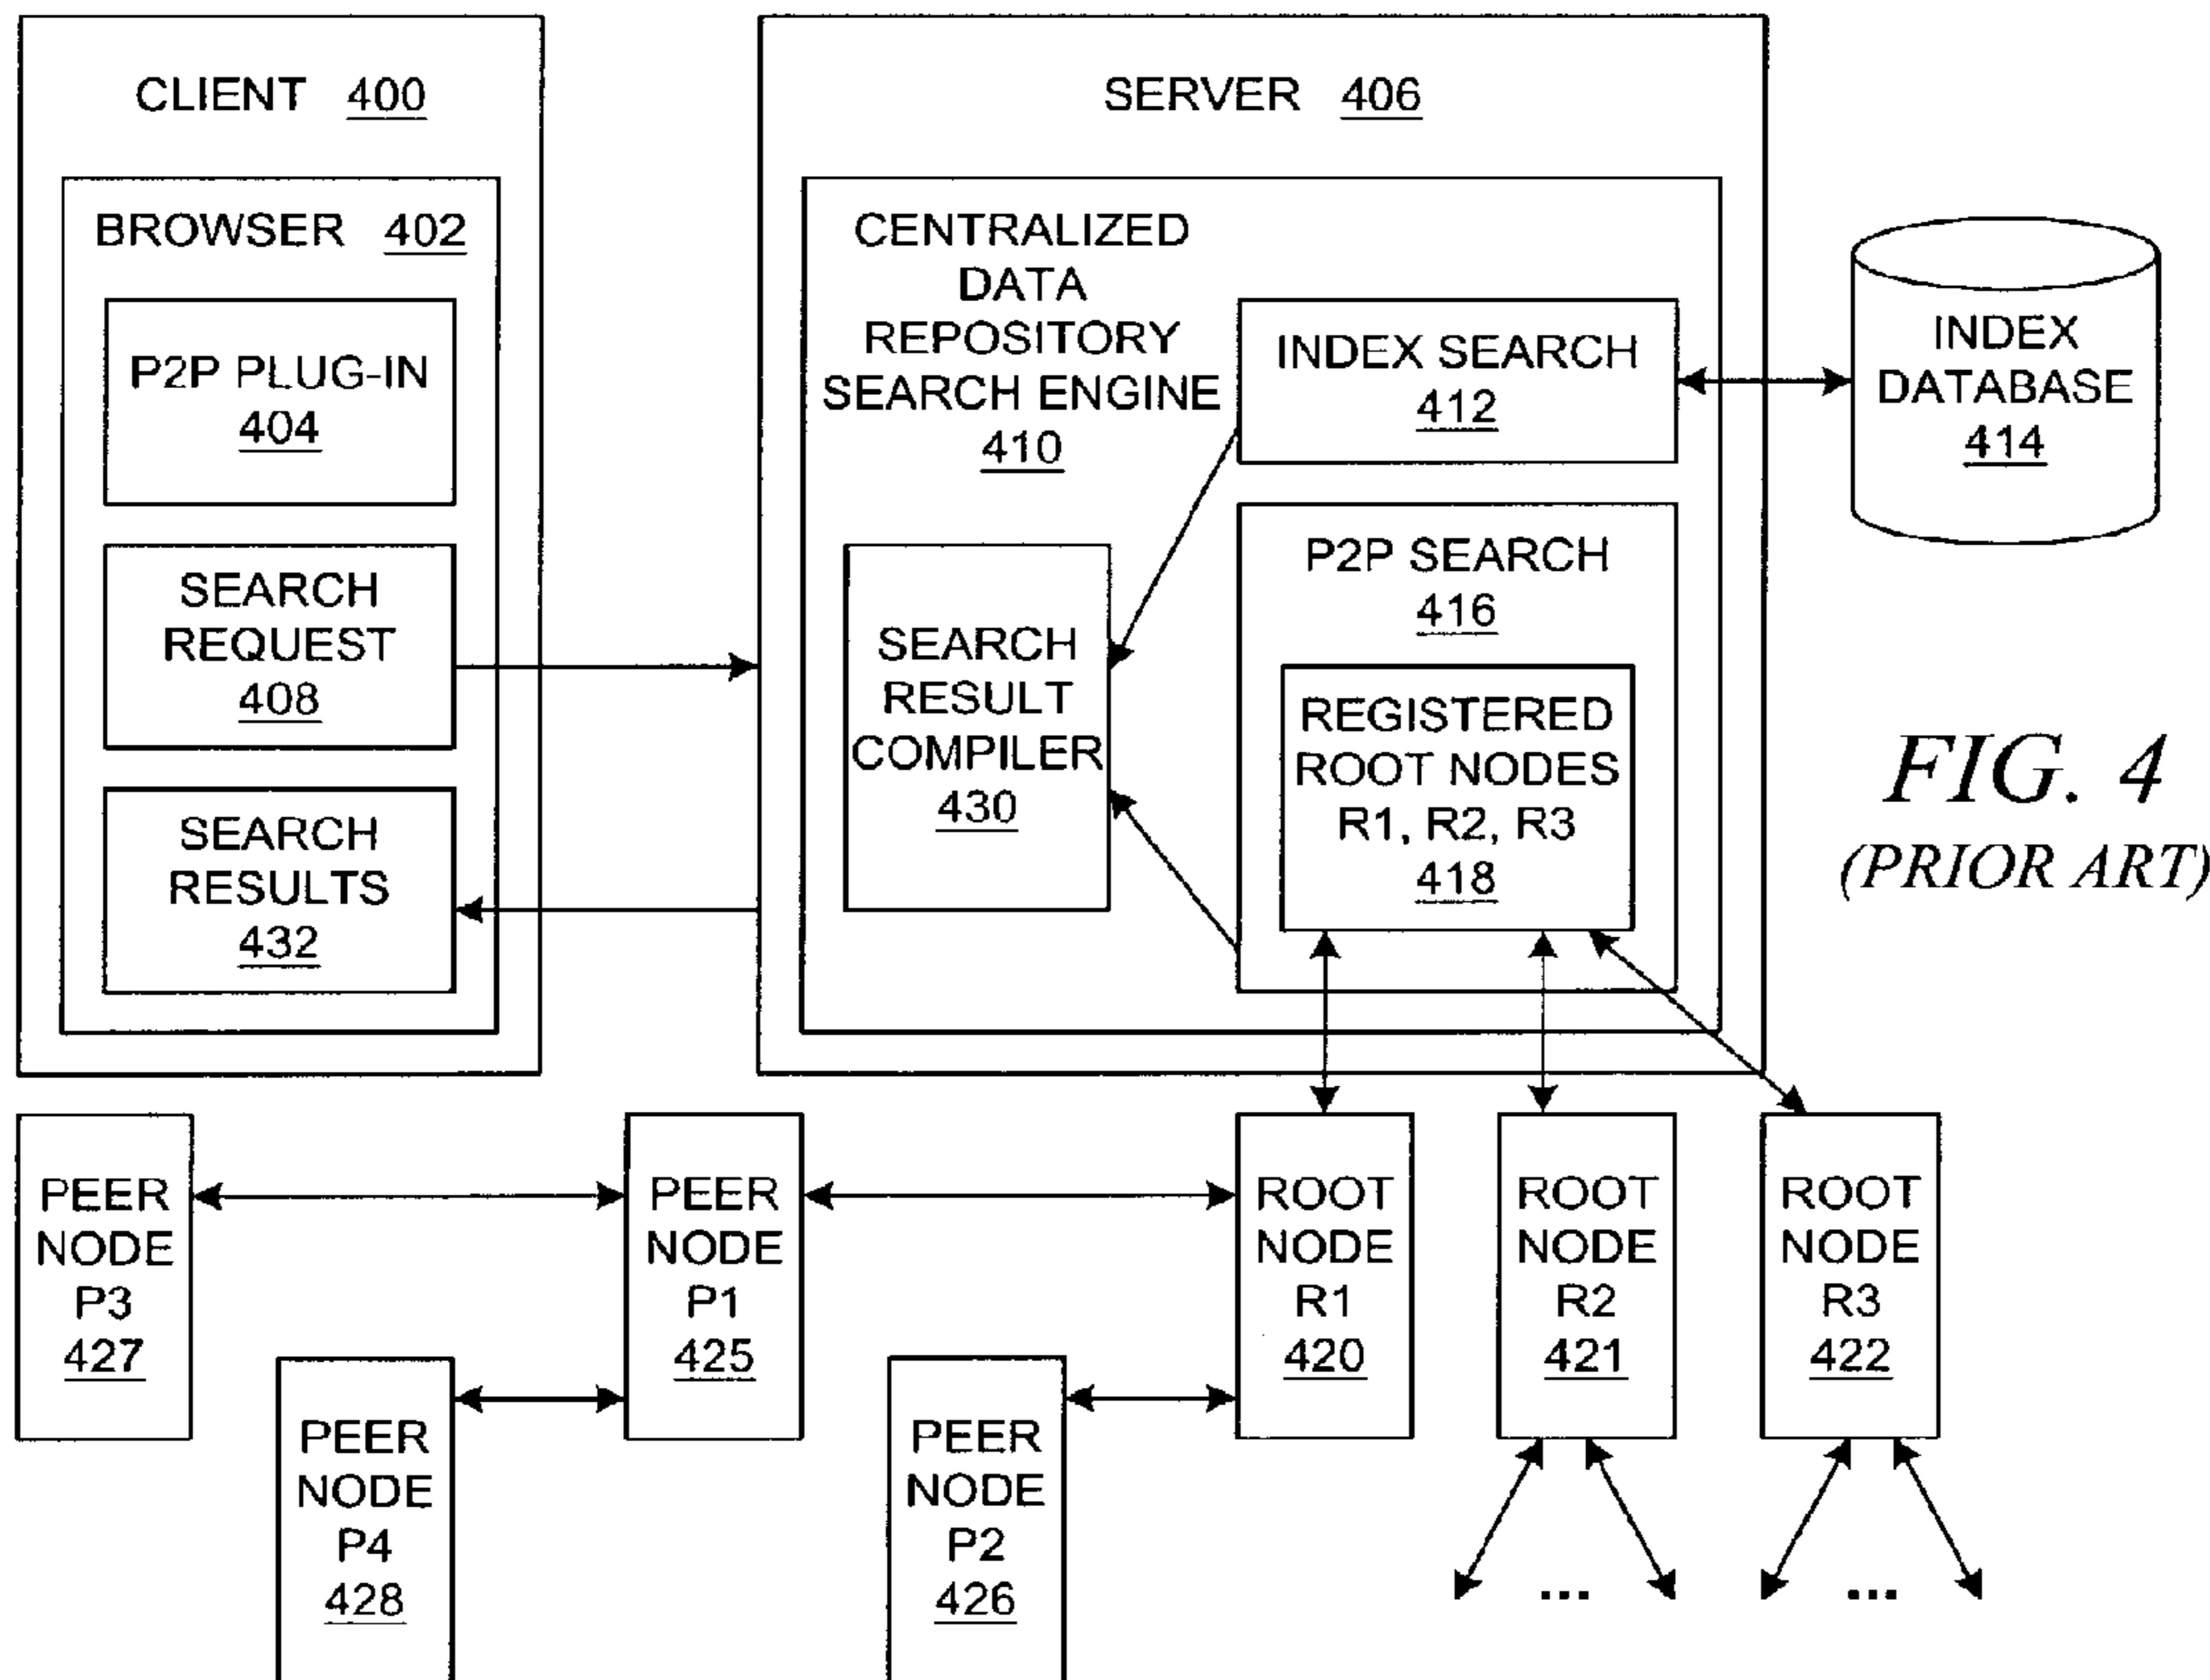 CLIENT 400
BROWSER 402
P2P PLUG-IN
404
SEARCH
REQUEST
408
SEARCH
RESULTS
432
SERVER 406
CENTRALIZED
DATA
REPOSITORY
SEARCH ENGINE
410
INDEX SEARCH
412
INDEX
DATABASE
414
P2P SEARCH
416
REGISTERED
ROOT NODES
R1, R2, R3
418
SEARCH
RESULT
COMPILER
430
FIG. 4
(PRIOR ART)
PEER
NODE
P3
427
PEER
NODE
P4
428
PEER
NODE
P1
425
PEER
NODE
P2
426
ROOT
NODE
R1
420
ROOT
NODE
R2
421
ROOT
NODE
R3
422
...
...